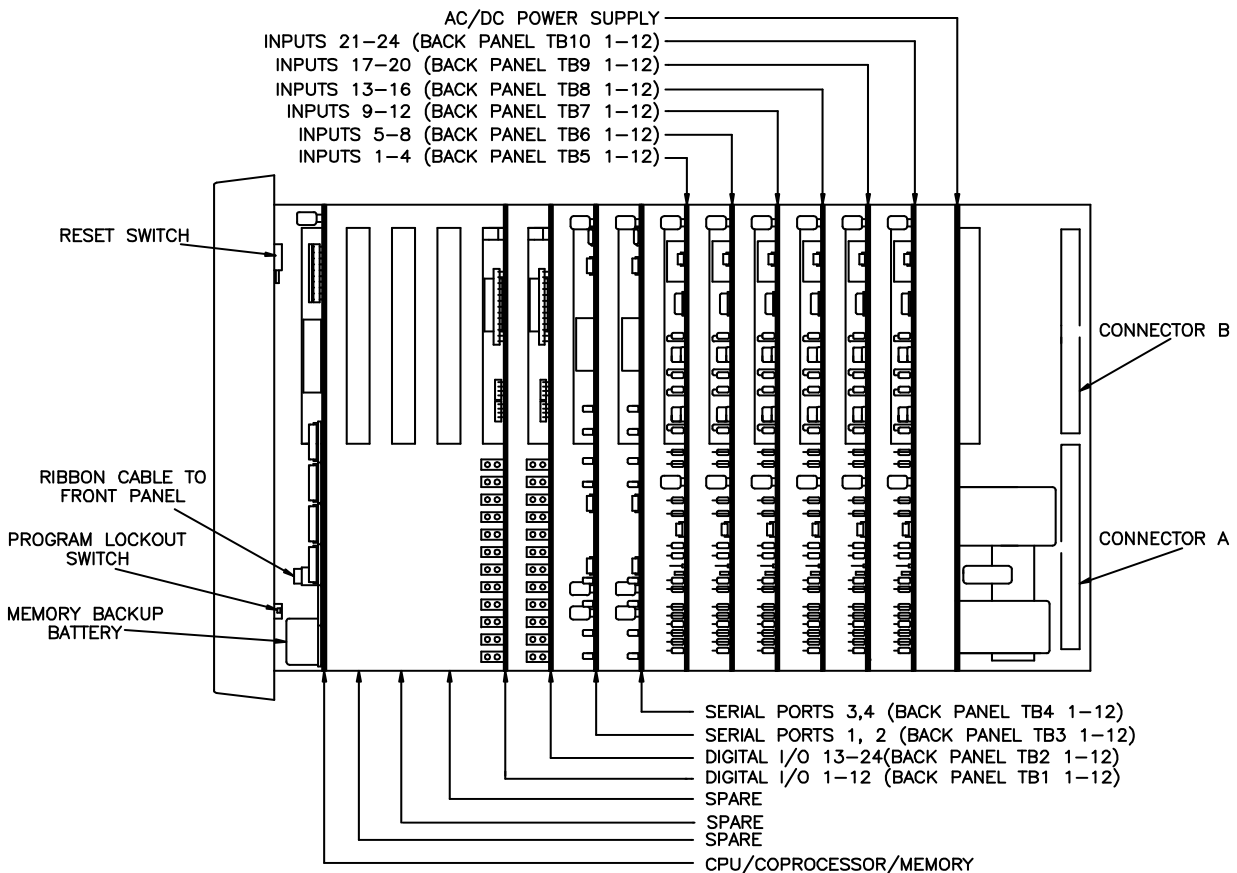 AC/DC POWER SUPPLY
INPUTS 21-24 (BACK PANEL TB10 1-12)
INPUTS 17-20 (BACK PANEL TB9 1-12)
INPUTS 13-16 (BACK PANEL TB8 1-12)
INPUTS 9-12 (BACK PANEL TB7 1-12)
INPUTS 5-8 (BACK PANEL TB6 1-12)
INPUTS 1-4 (BACK PANEL TB5 1-12)
RESET SWITCH
CONNECTOR B
RIBBON CABLE TO
FRONT PANEL
PROGRAM LOCKOUT
SWITCH
CONNECTOR A
MEMORY BACKUP
BATTERY
SERIAL PORTS 3,4 (BACK PANEL TB4 1-12)
SERIAL PORTS 1, 2 (BACK PANEL TB3 1-12)
DIGITAL I/O 13-24(BACK PANEL TB2 1-12)
DIGITAL I/O 1-12 (BACK PANEL TB1 1-12)
SPARE
SPARE
SPARE
CPU/COPROCESSOR/MEMORY